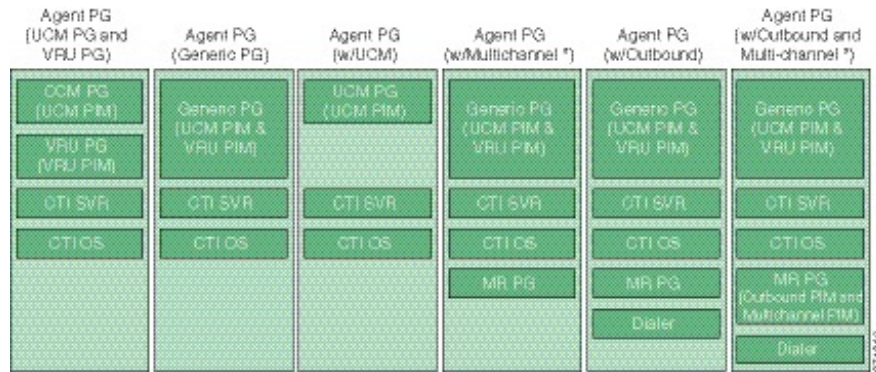 Agent PG
(UCM PG and
VRU PG)
CCM PG
(UCM PIM)
VRU PG
(VRU PIM)
CTI SVR
CTI OS
Agent PG
(Generic PG)
Generic PG
(UCM PIM &
VRU PIM)
CTI SVR
CTI OS
Agent PG
(w/UCM)
UCM PG
(UCM PIM)
CTI SVR
CTI OS
Agent PG
(w/Multichannel *)
Generic PG
(UCM PIM &
VRU PIM)
CTI SVR
CTI OS
MR PG
Agent PG
(w/Outbound)
Generic PG
(UCM PIM &
VRU PIM)
CTI SVR
CTI OS
MR PG
Dialer
Agent PG
(w/Outbound and
Multi-channel *)
Generic PG
(UCM PIM &
VRU PIM)
CTI SVR
CTI OS
MR PG
(Outbound PIM and
Multichannel PIM)
Dialer